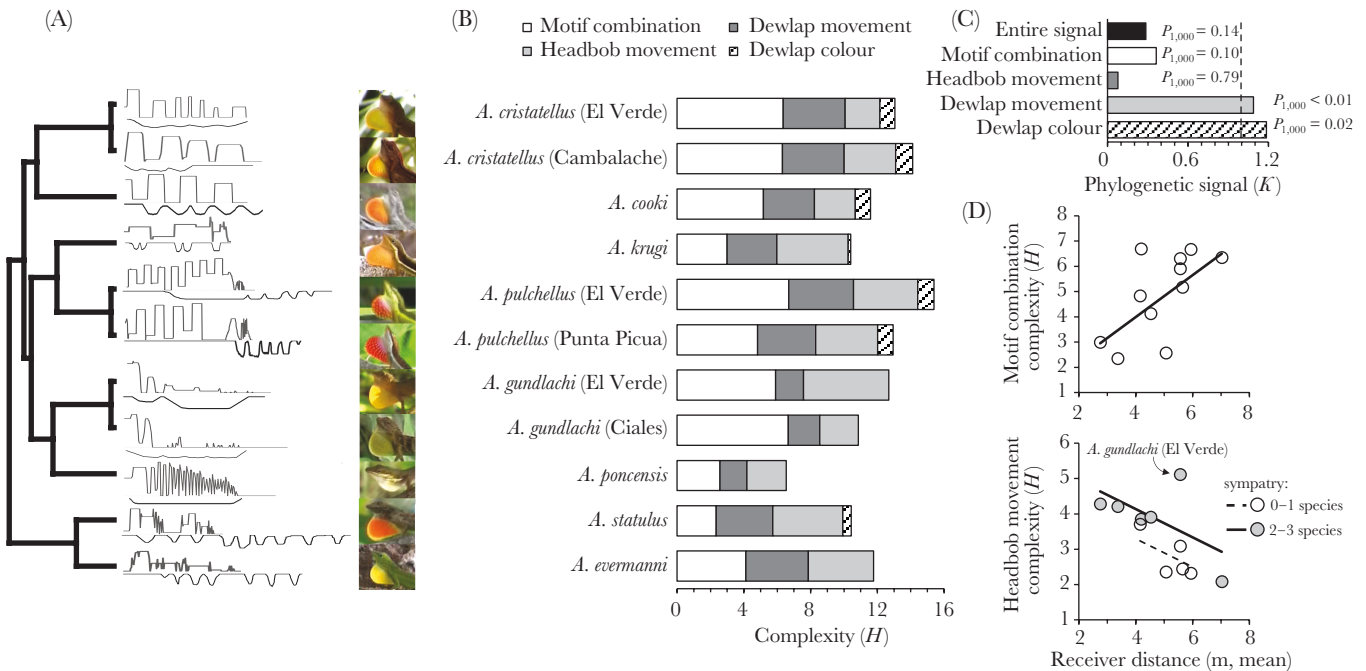 (A)
(B)
Motif combination
Dewlap movement
Headbob movement
Dewlap colour
A. cristatellus (El Verde)
A. cristatellus (Cambalache)
A. cooki
A. krugi
A. pulchellus (El Verde)
A. pulchellus (Punta Picua)
A. gundlachi (El Verde)
A. gundlachi (Ciales)
A. poncensis
A. statulus
A. evermanni
0 4 8 12 16
Complexity (H)
(C)
Entire signal P1,000 = 0.14
Motif combination P1,000 = 0.10
Headbob movement P1,000 = 0.79
Dewlap movement P1,000 < 0.01
Dewlap colour P1,000 = 0.02
0 0.6 1.2
Phylogenetic signal (K)
(D)
Motif combination
complexity (H)
8
7
6
5
4
3
2
1
2 4 6 8
Headbob movement
complexity (H)
6
5
4
3
2
1
A. gundlachi (El Verde)
sympatry:
0–1 species
2–3 species
2 4 6 8
Receiver distance (m, mean)